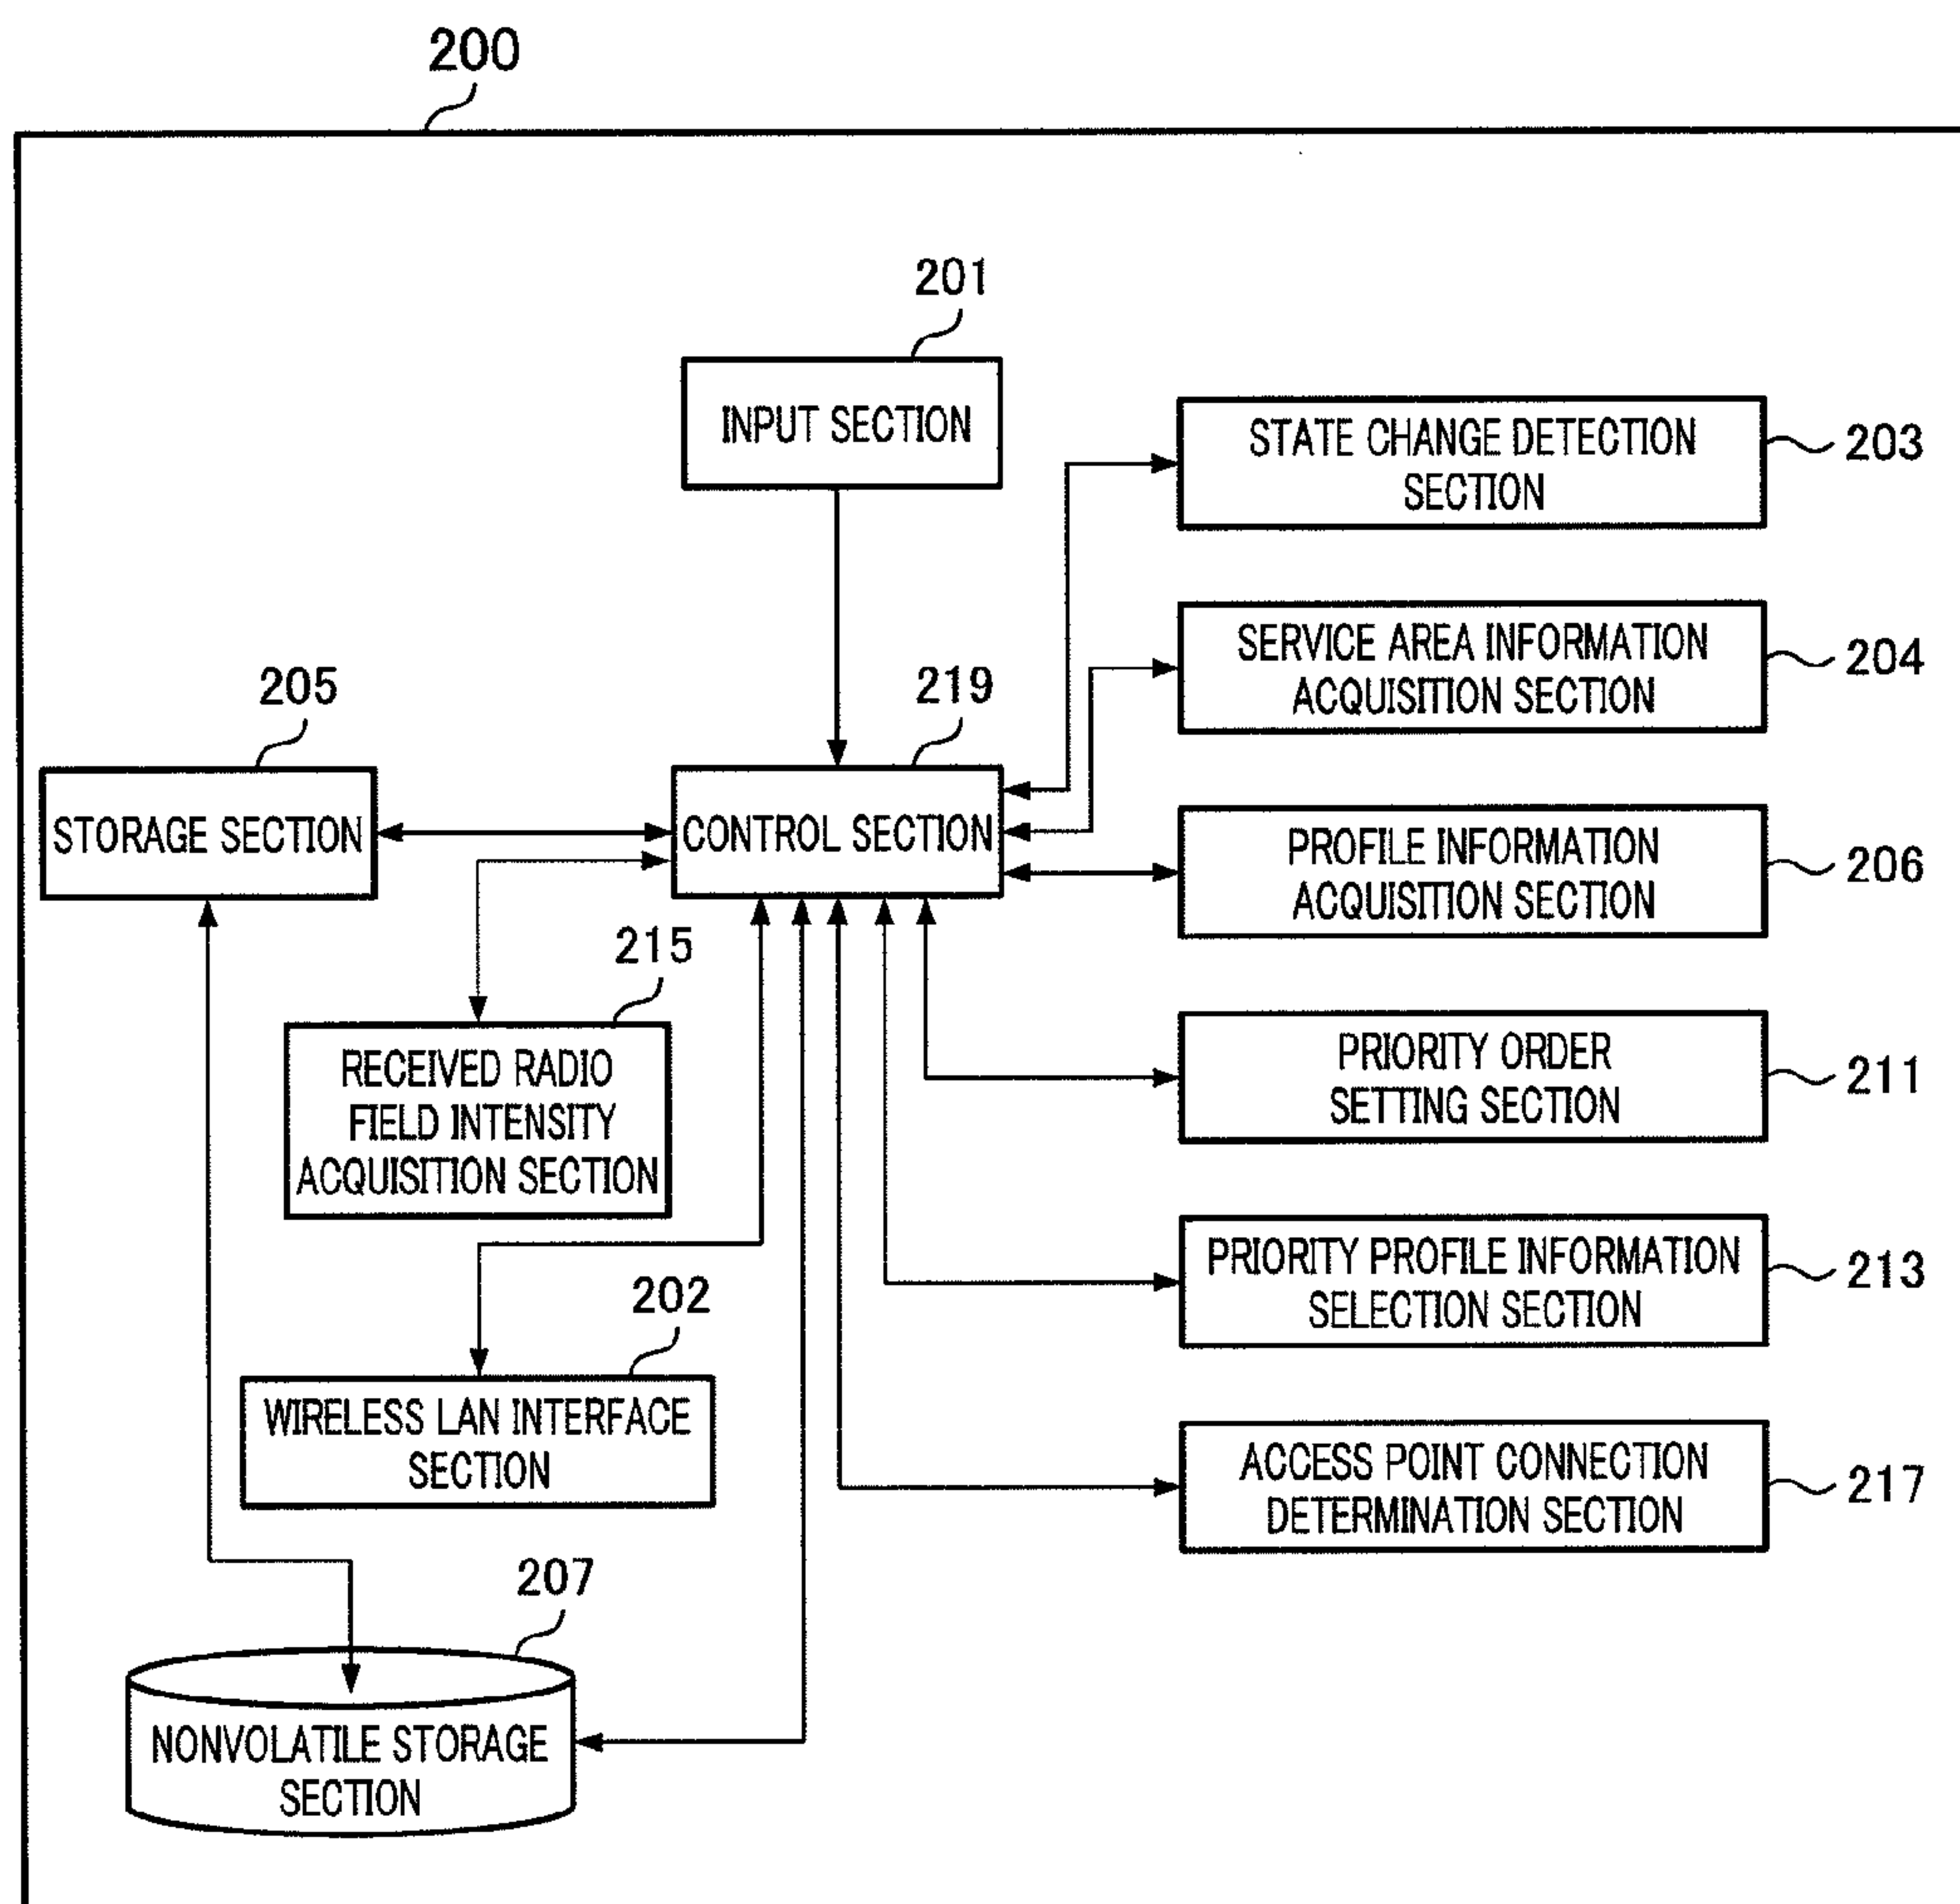 200
201
INPUT SECTION
STATE CHANGE DETECTION
SECTION
203
SERVICE AREA INFORMATION
ACQUISITION SECTION
204
205
STORAGE SECTION
219
CONTROL SECTION
PROFILE INFORMATION
ACQUISITION SECTION
206
215
RECEIVED RADIO
FIELD INTENSITY
ACQUISITION SECTION
PRIORITY ORDER
SETTING SECTION
211
202
WIRELESS LAN INTERFACE
SECTION
PRIORITY PROFILE INFORMATION
SELECTION SECTION
213
ACCESS POINT CONNECTION
DETERMINATION SECTION
217
207
NONVOLATILE STORAGE
SECTION